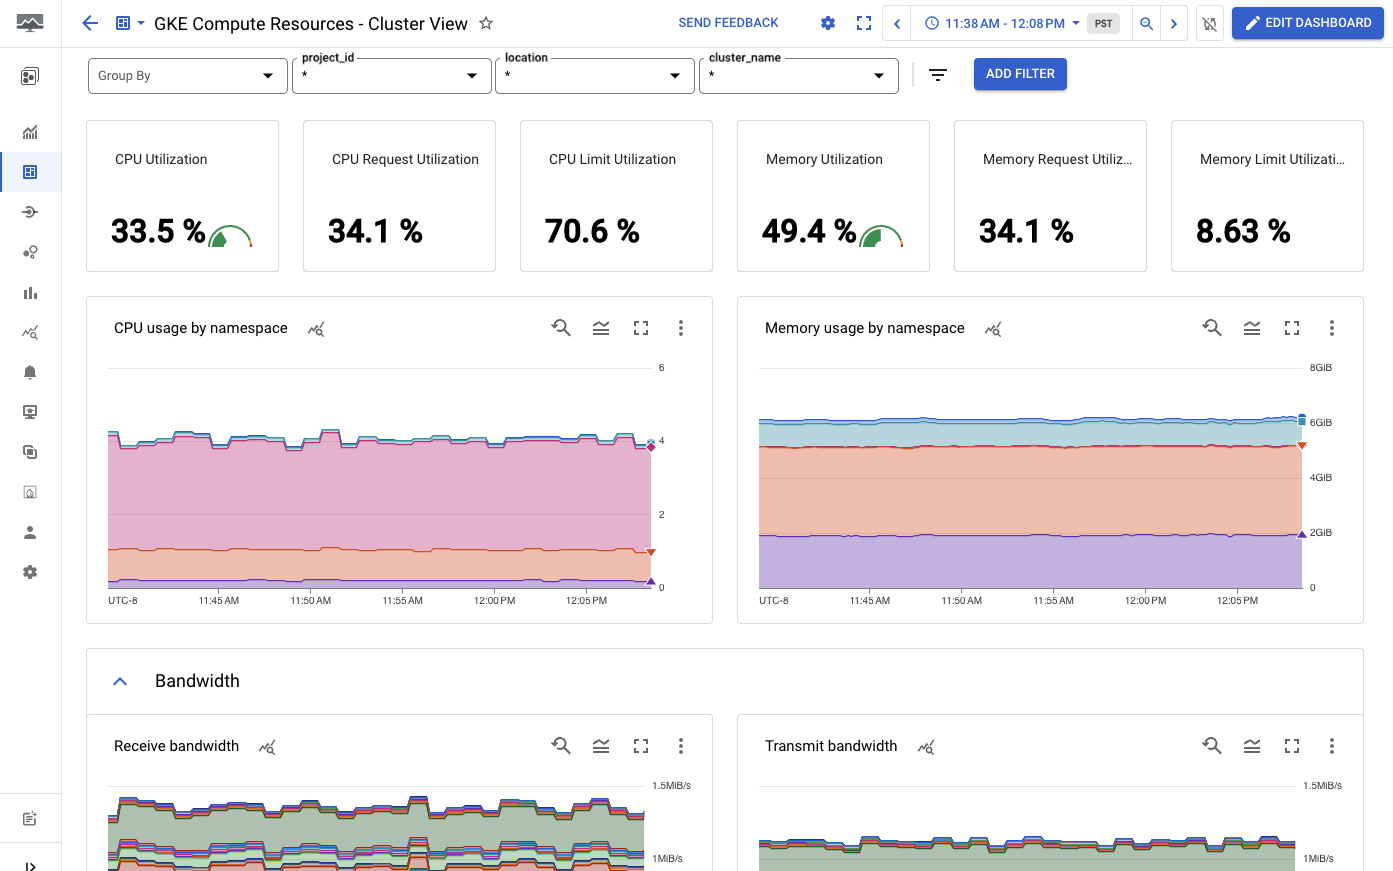 GKE Compute Resources - Cluster View
SEND FEEDBACK
11:38 AM - 12:08 PM
PST
EDIT DASHBOARD
Group By
project_id
*
location
*
cluster_name
*
ADD FILTER
CPU Utilization
33.5 %
CPU Request Utilization
34.1 %
CPU Limit Utilization
70.6 %
Memory Utilization
49.4 %
Memory Request Utiliz...
34.1 %
Memory Limit Utilizati...
8.63 %
CPU usage by namespace
6
4
2
0
UTC-8
11:45 AM
11:50 AM
11:55 AM
12:00 PM
12:05 PM
Memory usage by namespace
8GiB
6GiB
4GiB
2GiB
0
UTC-8
11:45 AM
11:50 AM
11:55 AM
12:00 PM
12:05 PM
Bandwidth
Receive bandwidth
1.5MiB/s
1MiB/s
Transmit bandwidth
1.5MiB/s
1MiB/s